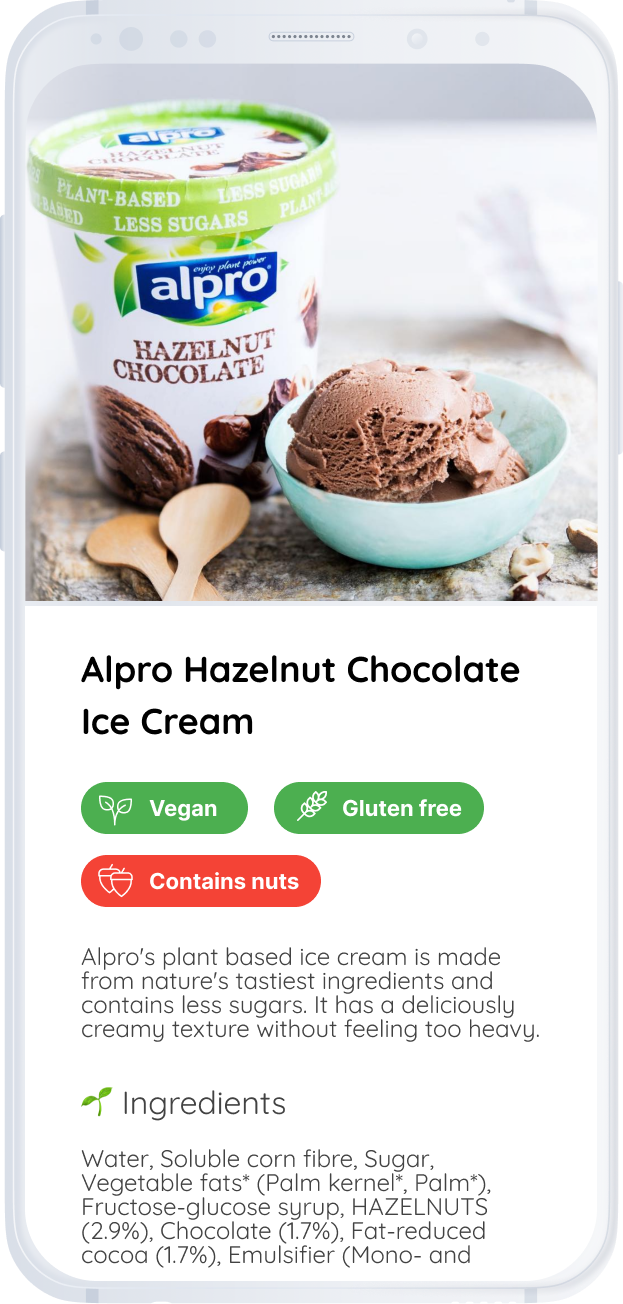 alpro
HAZELNUT
CHOCOLATE
PLANT-BASED LESS SUGARS
LESS SUGARS PLANT-
enjoy plant power
alpro
HAZELNUT
CHOCOLATE
Alpro Hazelnut Chocolate
Ice Cream
Vegan Gluten free
Contains nuts
Alpro's plant based ice cream is made
from nature's tastiest ingredients and
contains less sugars. It has a deliciously
creamy texture without feeling too heavy.
Ingredients
Water, Soluble corn fibre, Sugar,
Vegetable fats* (Palm kernel*, Palm*),
Fructose-glucose syrup, HAZELNUTS
(2.9%), Chocolate (1.7%), Fat-reduced
cocoa (1.7%), Emulsifier (Mono- and